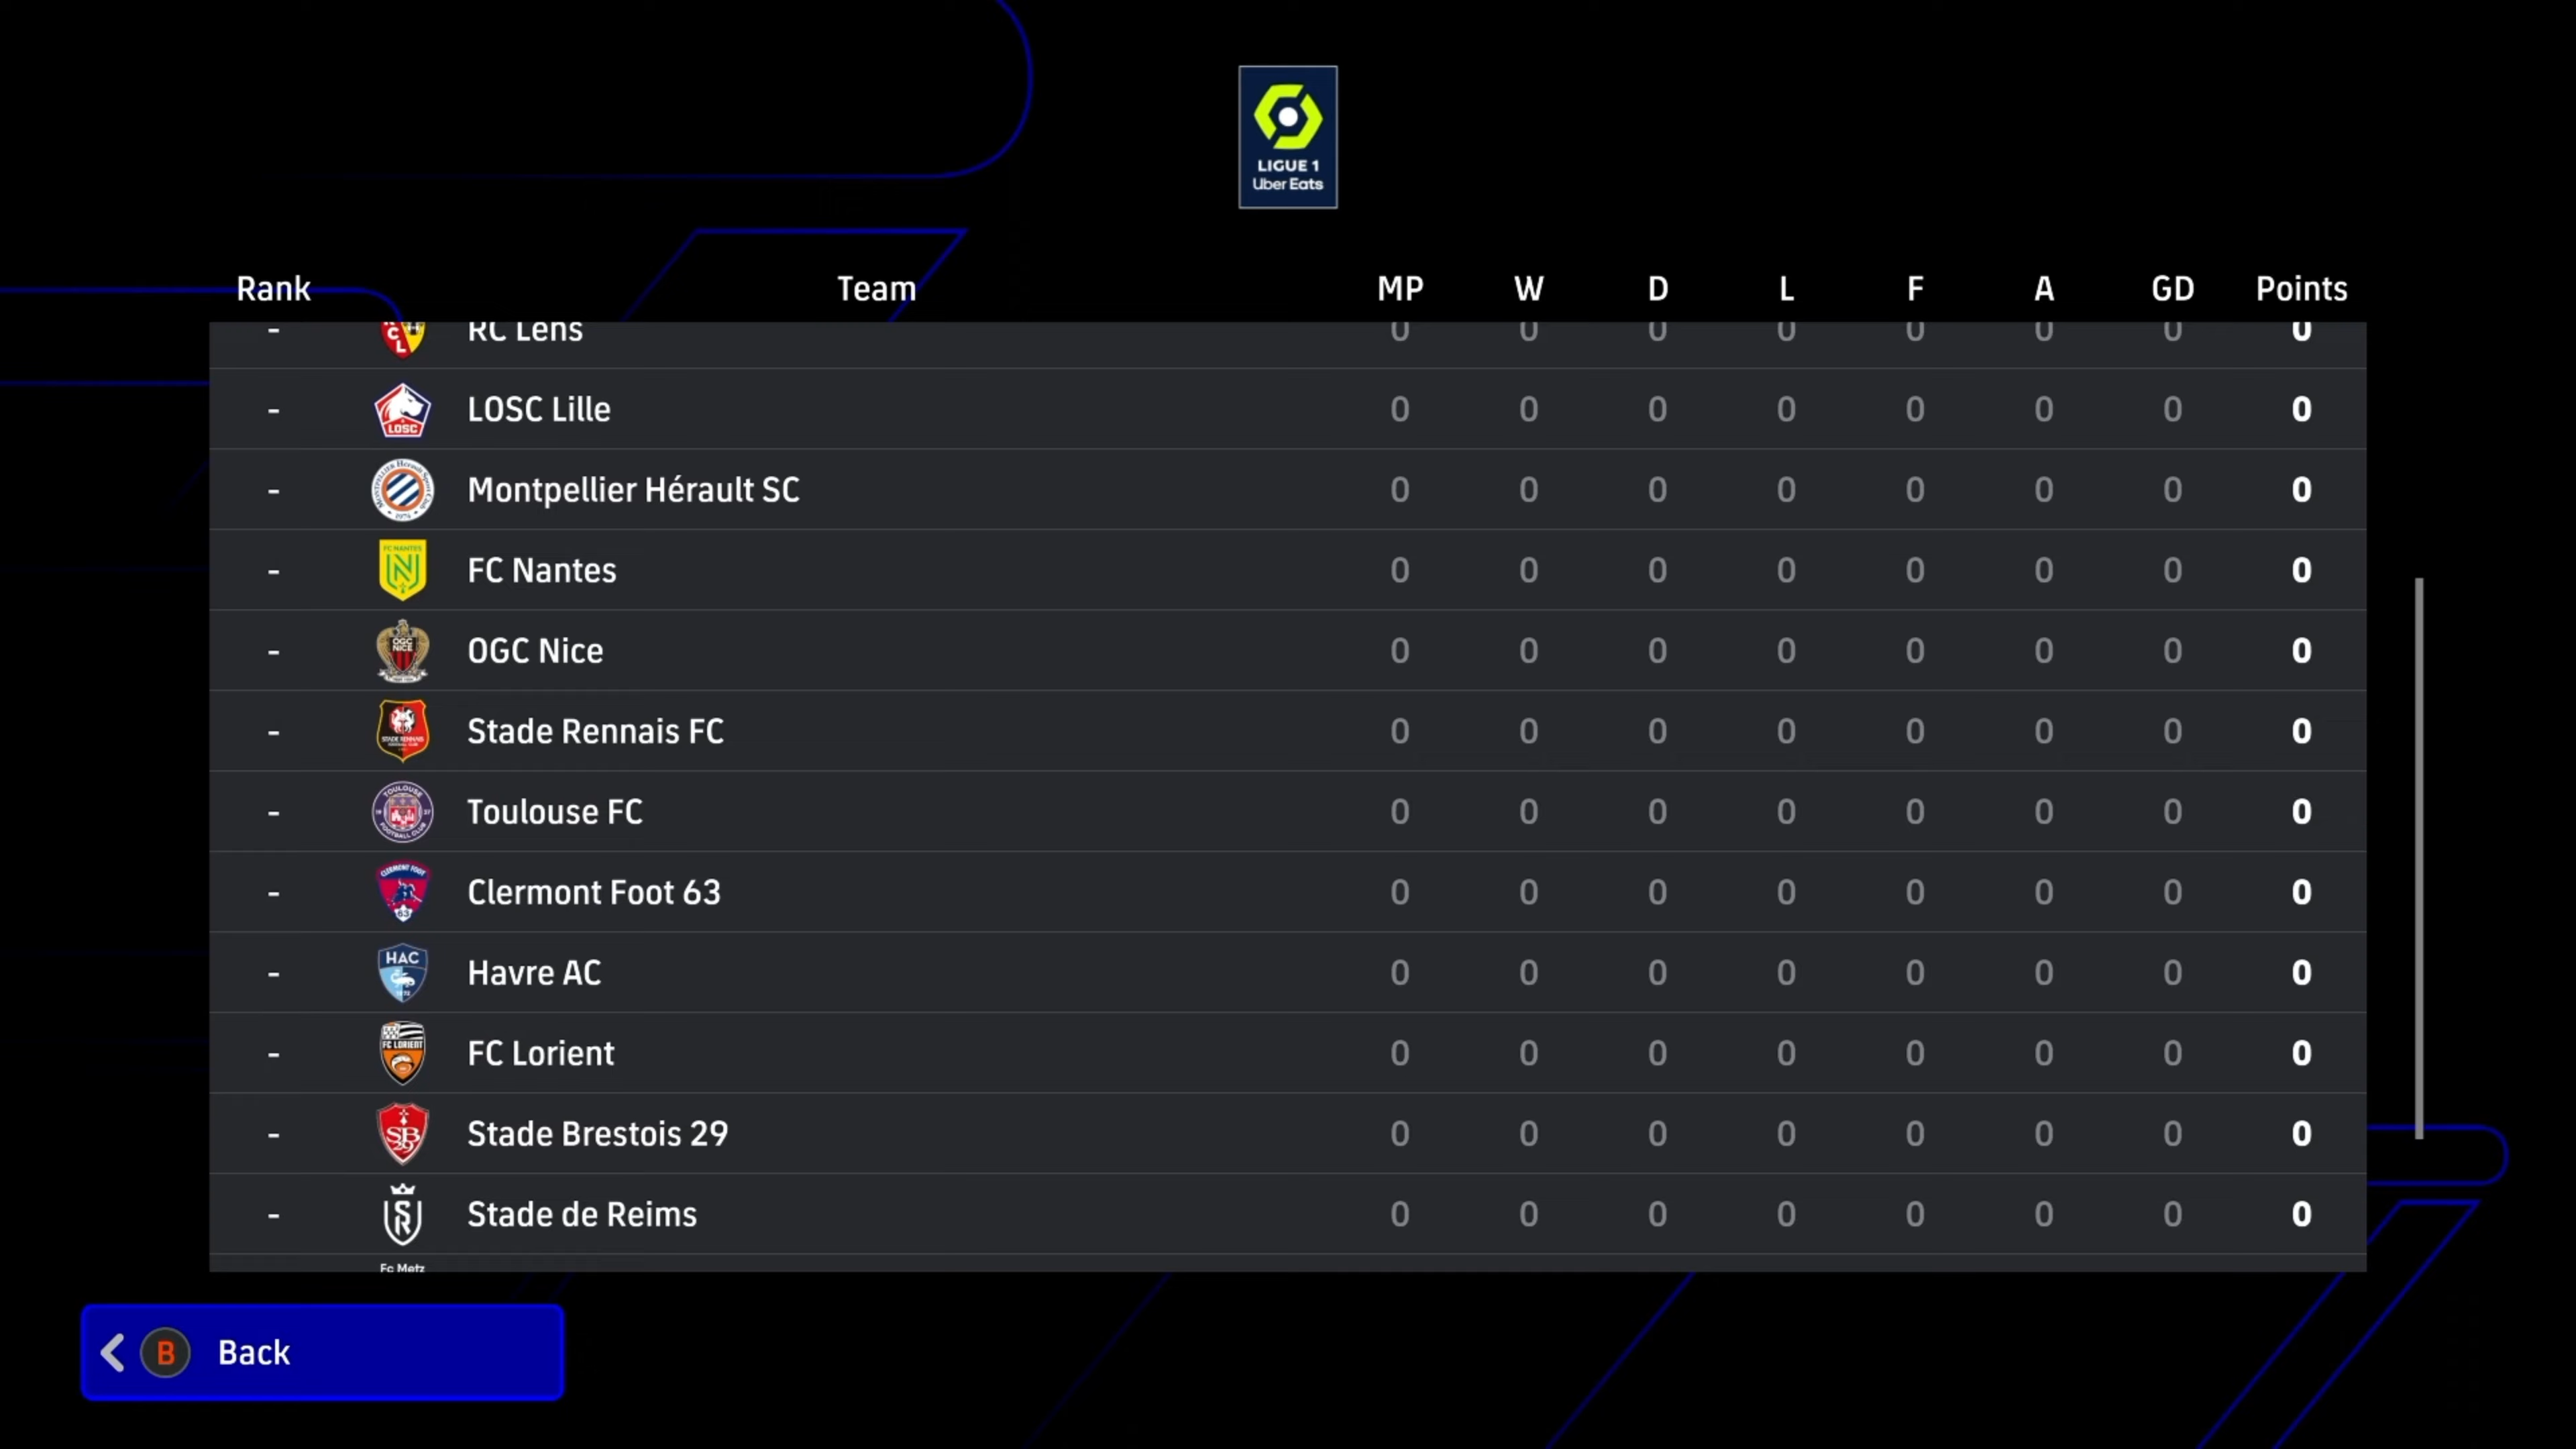 LIGUE 1
Uber Eats
Rank Team MP W D L F A GD Points
- RC Lens 0 0 0 0 0 0 0 0
- LOSC Lille 0 0 0 0 0 0 0 0
- Montpellier Hérault SC 0 0 0 0 0 0 0 0
- FC Nantes 0 0 0 0 0 0 0 0
- OGC Nice 0 0 0 0 0 0 0 0
- Stade Rennais FC 0 0 0 0 0 0 0 0
- Toulouse FC 0 0 0 0 0 0 0 0
- Clermont Foot 63 0 0 0 0 0 0 0 0
- Havre AC 0 0 0 0 0 0 0 0
- FC Lorient 0 0 0 0 0 0 0 0
- Stade Brestois 29 0 0 0 0 0 0 0 0
- Stade de Reims 0 0 0 0 0 0 0 0
Fc Metz
B Back